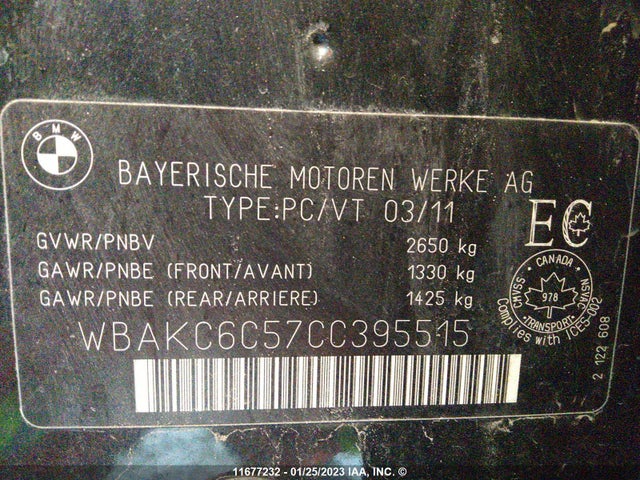 BMW
BAYERISCHE MOTOREN WERKE AG
TYPE:PC/VT 03/11
EC
GVWR/PNBV 2650 kg
GAWR/PNBE (FRONT/AVANT) 1330 kg
GAWR/PNBE (REAR/ARRIERE) 1425 kg
WBAKC6C57CC395515
CANADA
CMVSS
NSVAC
978
TRANSPORT
Complies with ICES-002
2 122 608
11677232 - 01/25/2023 IAA, INC. ©